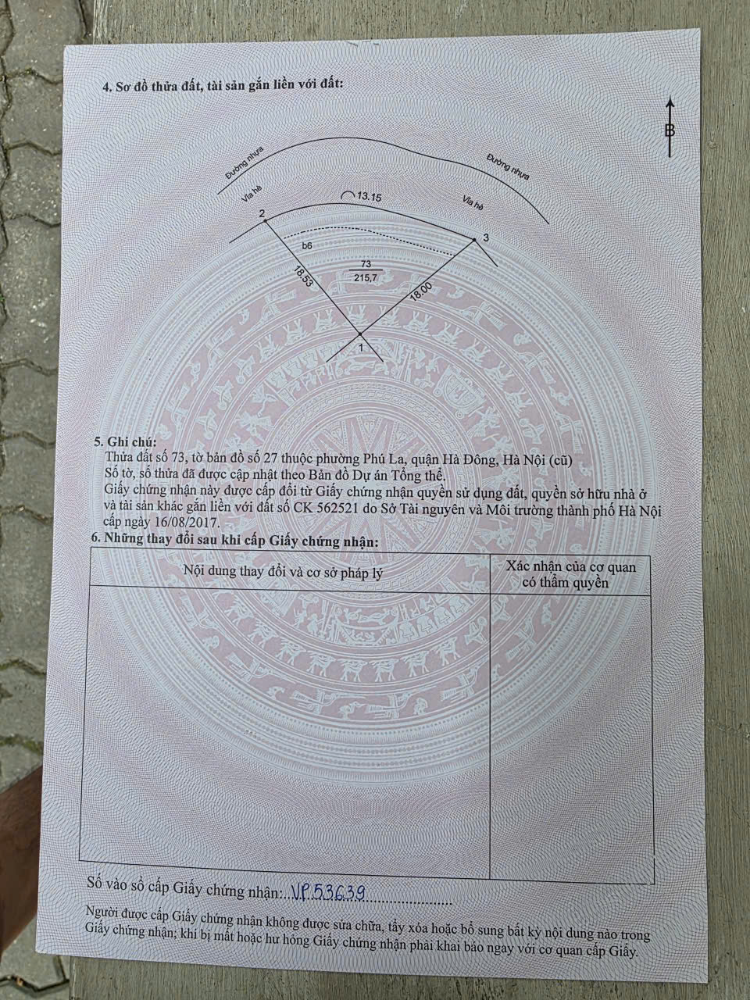 4. Sơ đồ thửa đất, tài sản gắn liền với đất:
B
Đường nhựa
Đường nhựa
Vỉa hè
Vỉa hè
13.15
2
3
b6
73
215,7
18.53
18.00
1
5. Ghi chú:
Thửa đất số 73, tờ bản đồ số 27 thuộc phường Phú La, quận Hà Đông, Hà Nội (cũ)
Số tờ, số thửa đã được cập nhật theo Bản đồ Dự án Tổng thể.
Giấy chứng nhận này được cấp đổi từ Giấy chứng nhận quyền sử dụng đất, quyền sở hữu nhà ở
và tài sản khác gắn liền với đất số CK 562521 do Sở Tài nguyên và Môi trường thành phố Hà Nội
cấp ngày 16/08/2017.
6. Những thay đổi sau khi cấp Giấy chứng nhận:
Nội dung thay đổi và cơ sở pháp lý
Xác nhận của cơ quan
có thẩm quyền
Số vào sổ cấp Giấy chứng nhận:...VP.53639
Người được cấp Giấy chứng nhận không được sửa chữa, tẩy xóa hoặc bổ sung bất kỳ nội dung nào trong
Giấy chứng nhận; khi bị mất hoặc hư hỏng Giấy chứng nhận phải khai báo ngay với cơ quan cấp Giấy.